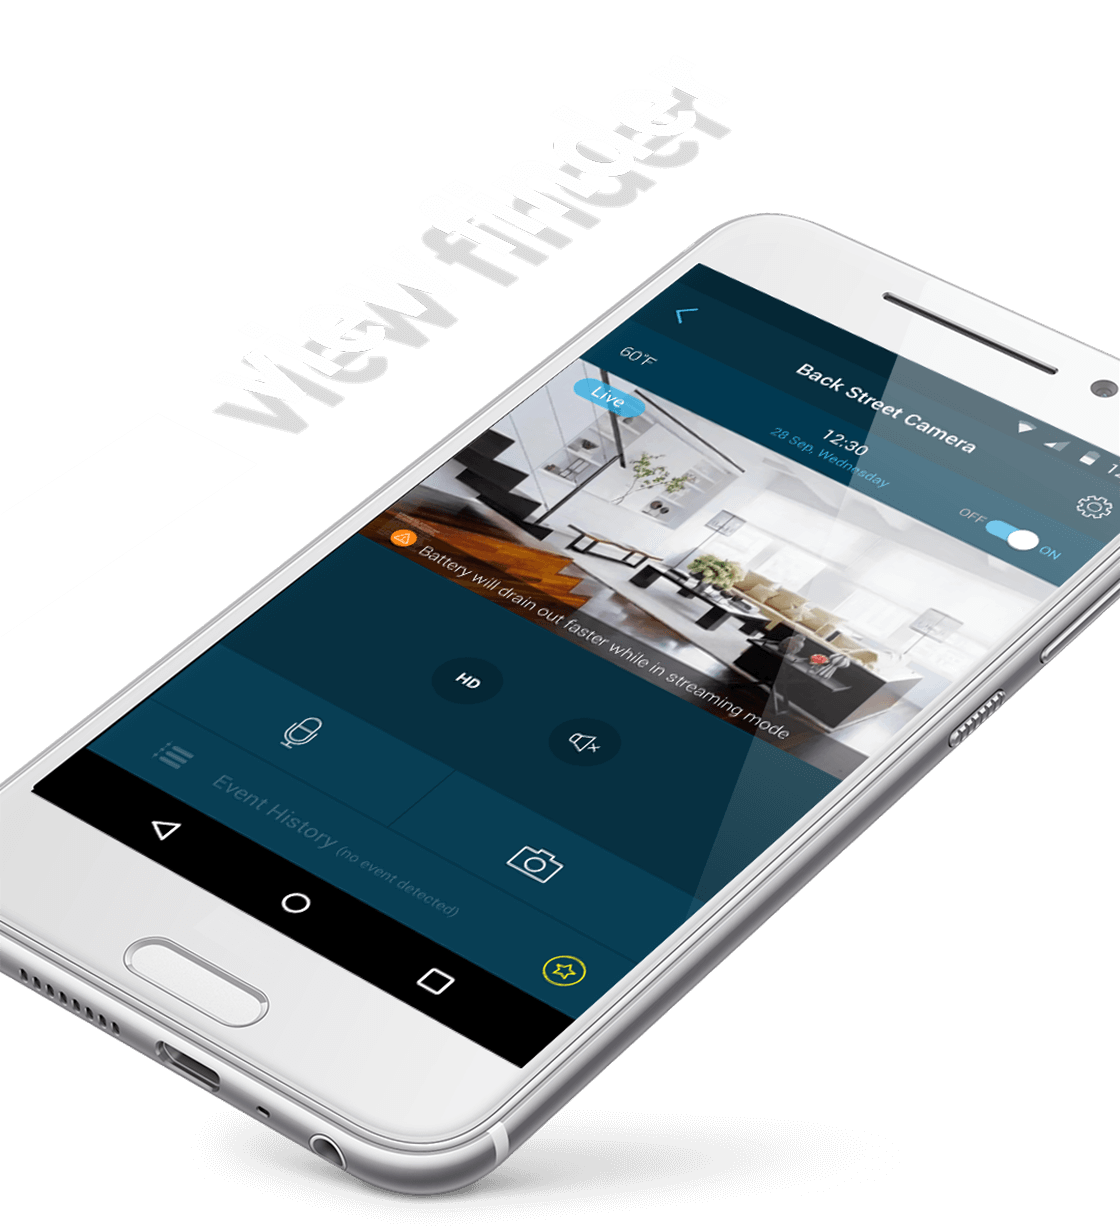 view finder
Back Street Camera
60°F
12:30
28 Sep, Wednesday
Live
OFF
ON
Battery will drain out faster while in streaming mode
HD
Event History (no event detected)